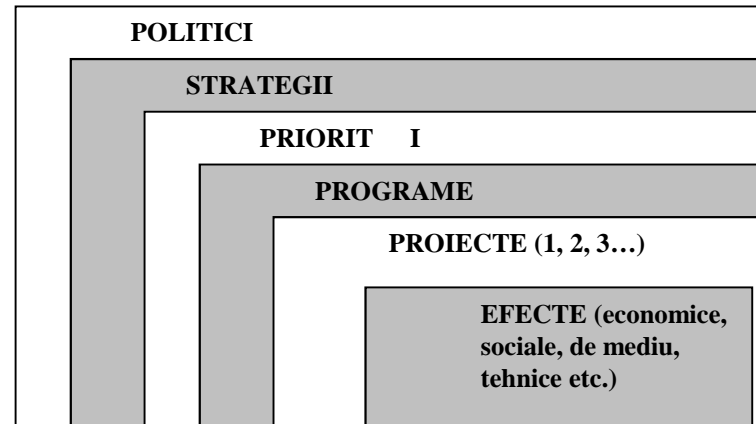 POLITICI
STRATEGII
PRIORIT I
PROGRAME
PROIECTE (1, 2, 3…)
EFECTE (economice,
sociale, de mediu,
tehnice etc.)